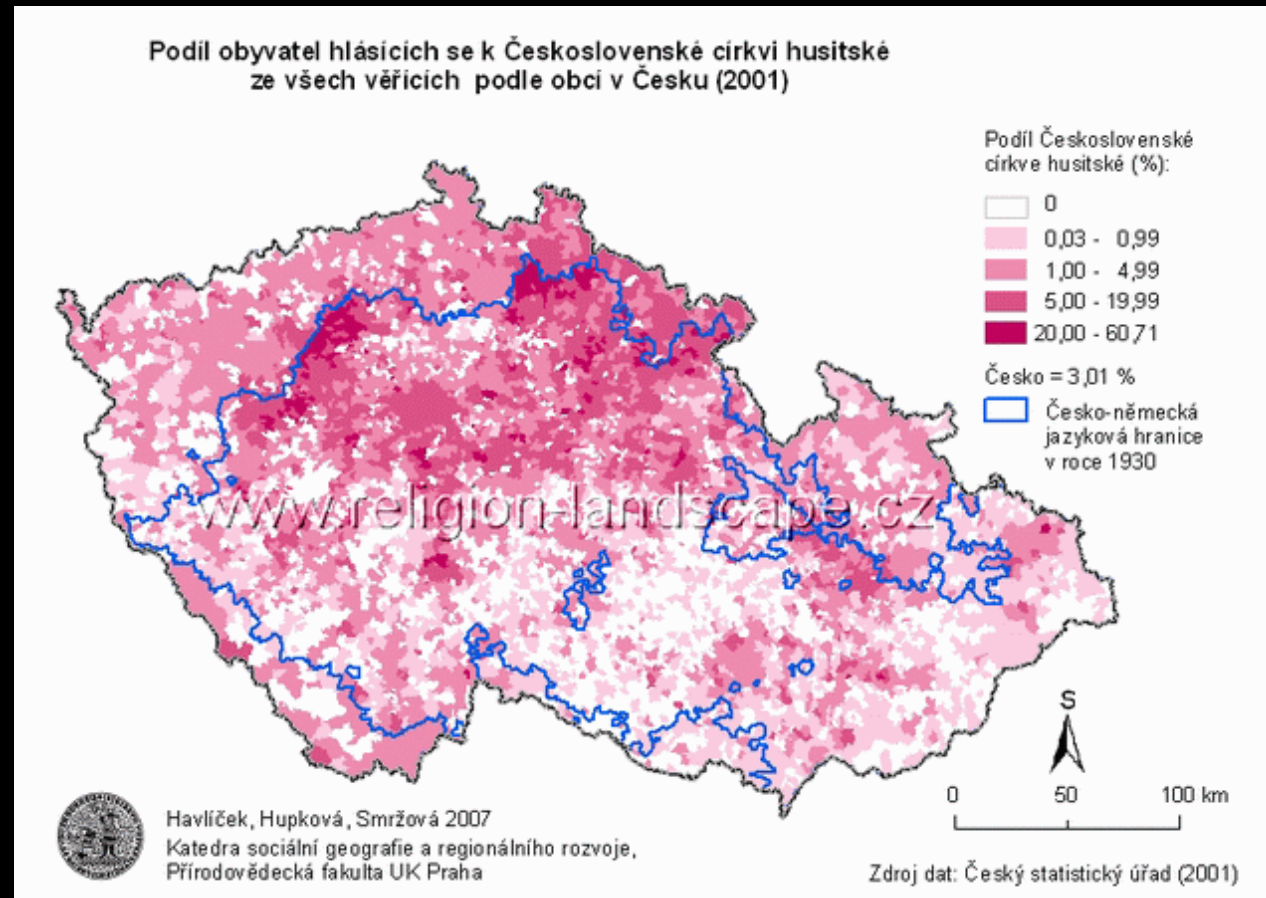 Podíl obyvatel hlásících se k Československé církvi husitské
ze všech věřících podle obcí v Česku (2001)
Podíl Československé
církve husitské (%):
0
0,03 - 0,99
1,00 - 4,99
5,00 - 19,99
20,00 - 60,71
Česko = 3,01 %
Česko-německá
jazyková hranice
v roce 1930
www.religion-landscape.cz
S
0 50 100 km
Havlíček, Hupková, Smržová 2007
Katedra sociální geografie a regionálního rozvoje,
Přírodovědecká fakulta UK Praha
Zdroj dat: Český statistický úřad (2001)